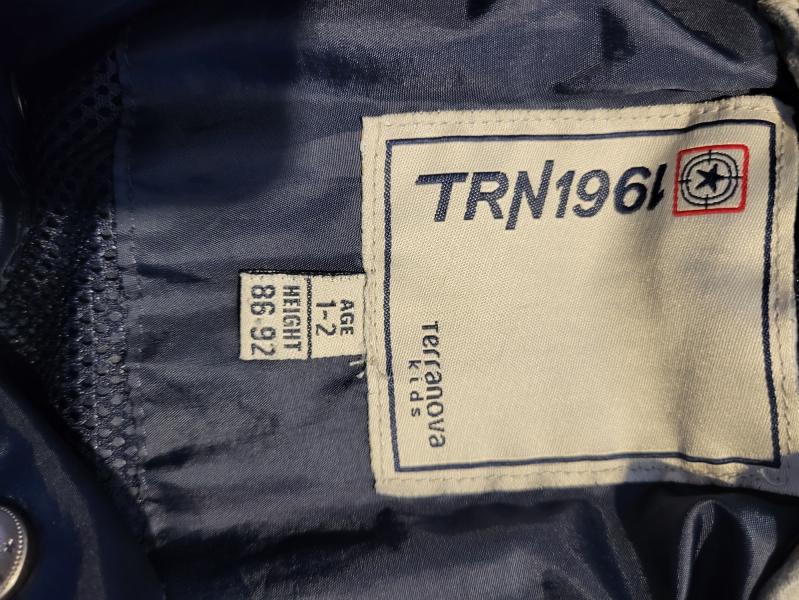 TRN1961
Terranova
kids
AGE
1-2
HEIGHT
86 92